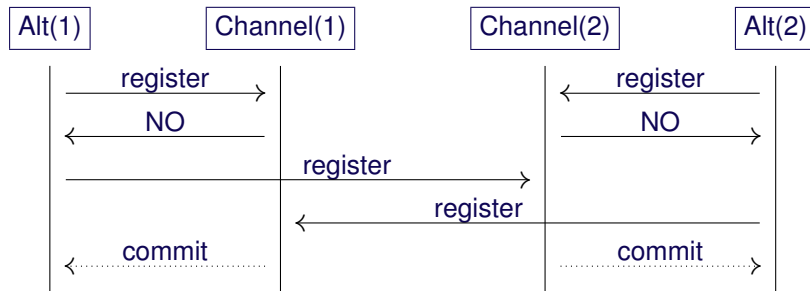 Alt(1) Channel(1) Channel(2) Alt(2)
register register
NO NO
register
register
commit commit